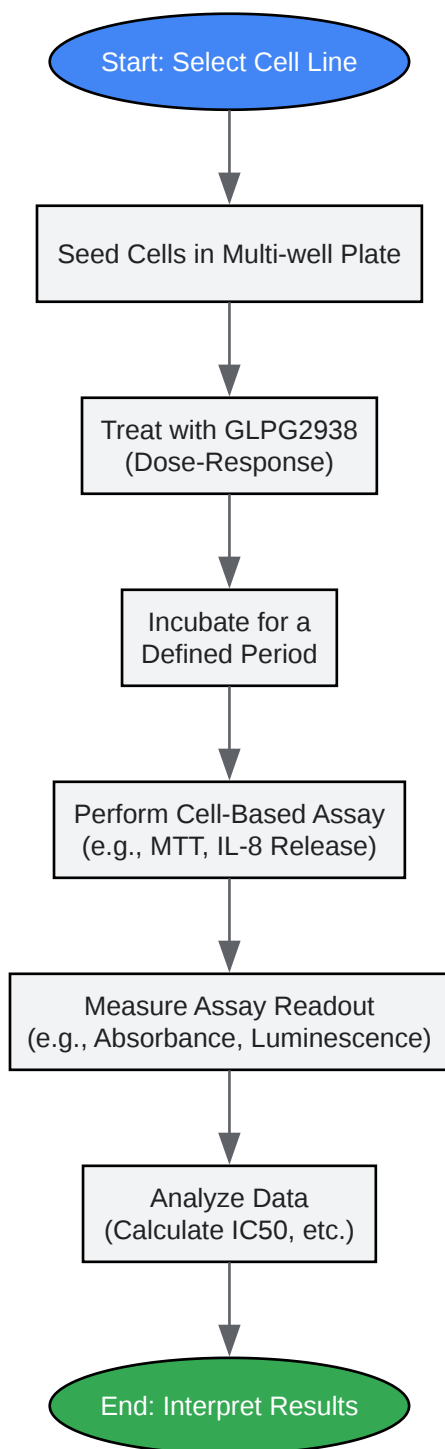 Start: Select Cell Line
Seed Cells in Multi-well Plate
Treat with GLPG2938
(Dose-Response)
Incubate for a
Defined Period
Perform Cell-Based Assay
(e.g., MTT, IL-8 Release)
Measure Assay Readout
(e.g., Absorbance, Luminescence)
Analyze Data
(Calculate IC50, etc.)
End: Interpret Results